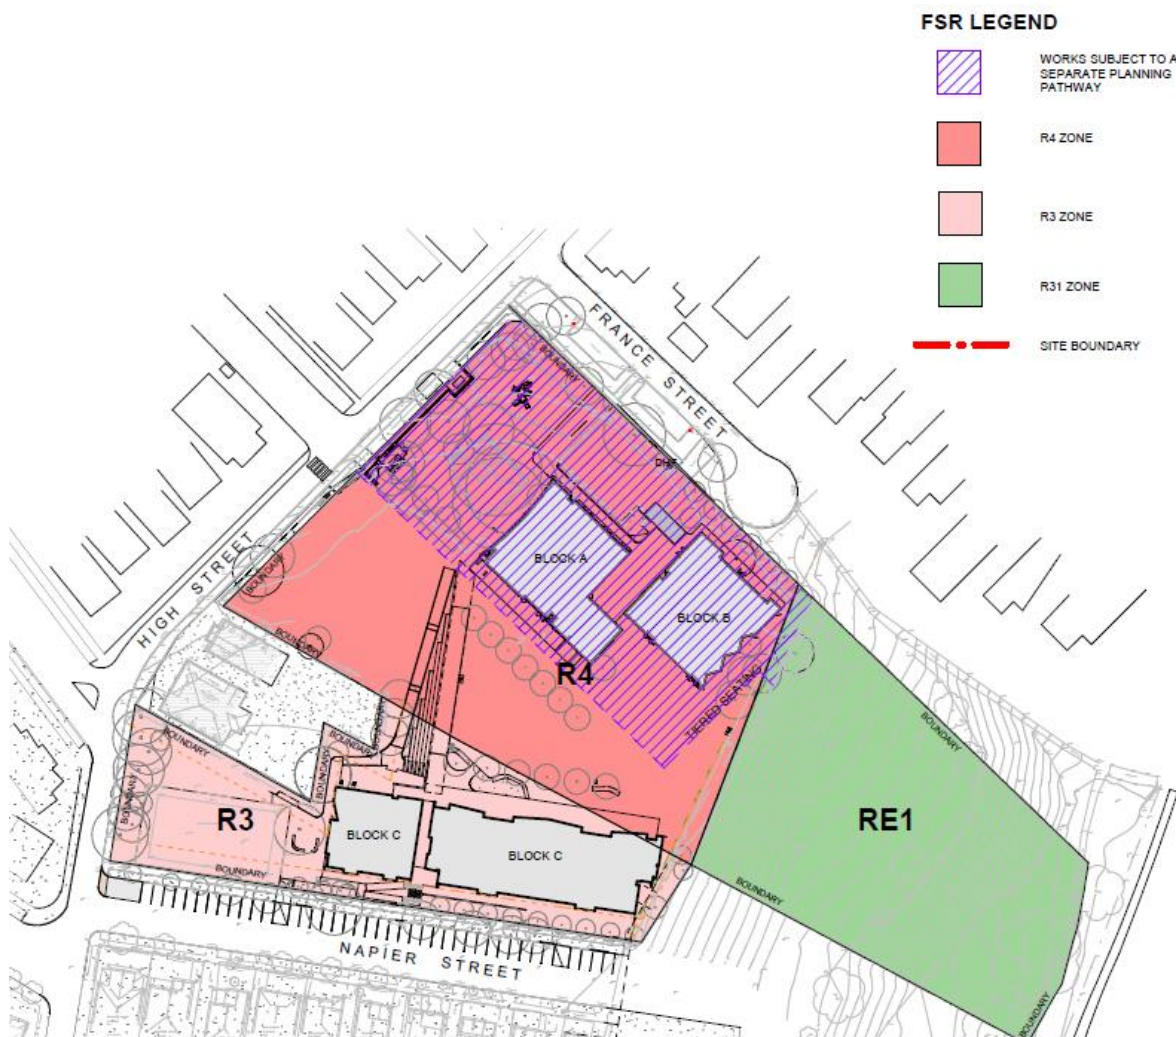 FSR LEGEND
WORKS SUBJECT TO A
SEPARATE PLANNING
PATHWAY
R4 ZONE
R3 ZONE
R31 ZONE
SITE BOUNDARY
FRANCE STREET
BOUNDARY
HIGH STREET
BOUNDARY
BLOCK A
BLOCK B
R4
TIERED SEATING
BOUNDARY
BOUNDARY
BOUNDARY
BOUNDARY
BOUNDARY
R3
BLOCK C
BLOCK C
RE1
BOUNDARY
BOUNDARY
BOUNDARY
NAPIER STREET